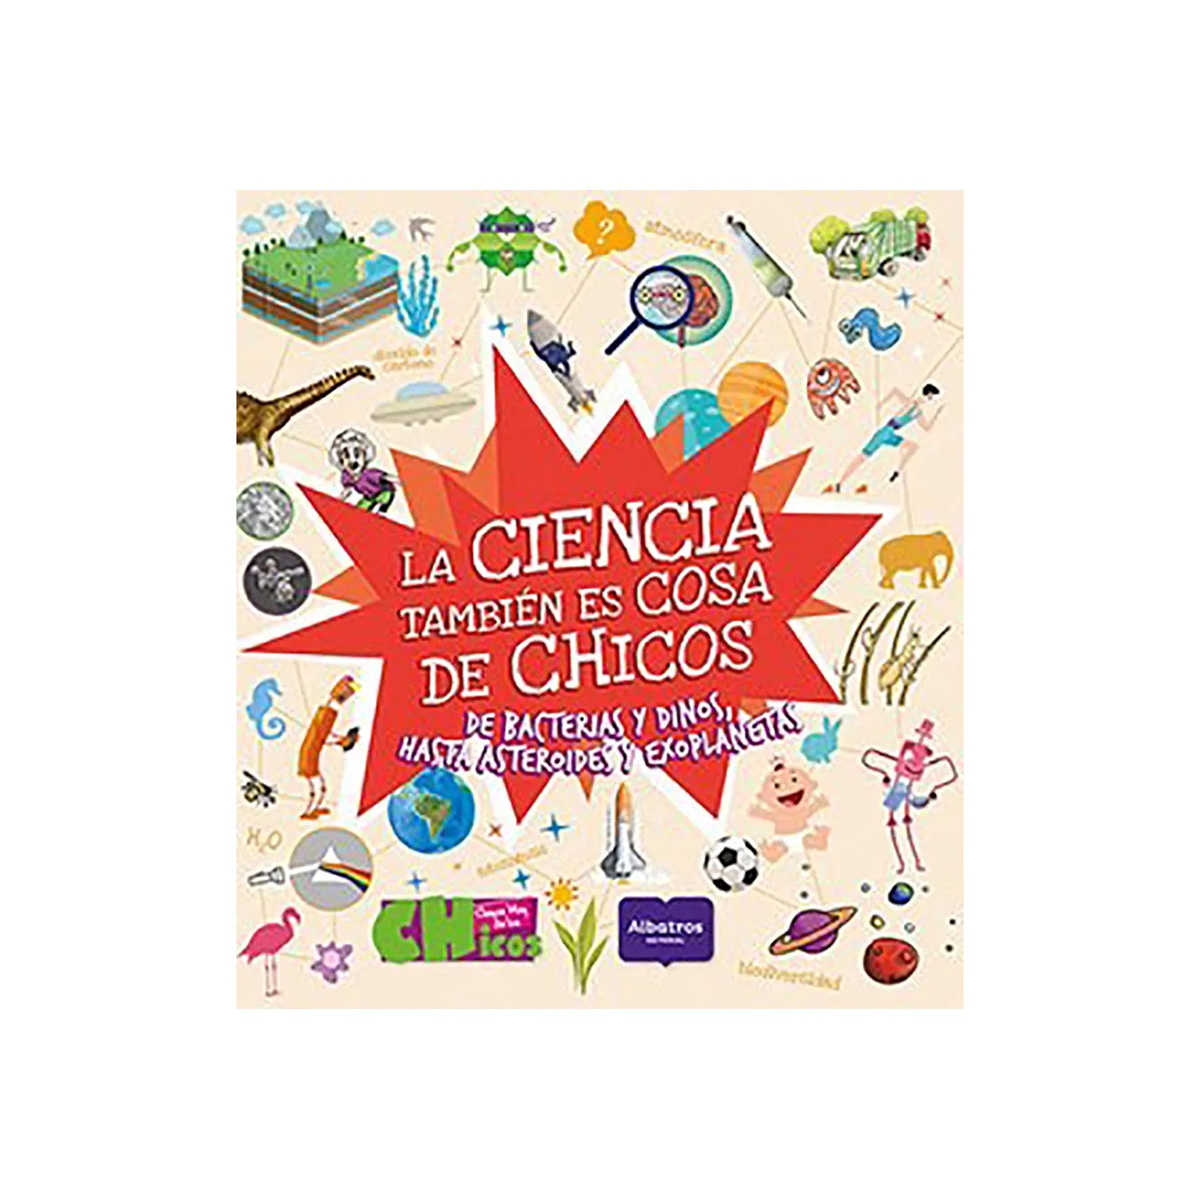 atmósfera
dióxido de
carbono
LA CIENCIA
TAMBIÉN ES COSA
DE CHICOS
DE BACTERIAS Y DINOS,
HASTA ASTEROIDES Y EXOPLANETAS
H₂O
CHicos
Albatros
EDITORIAL
biodiversidad
?